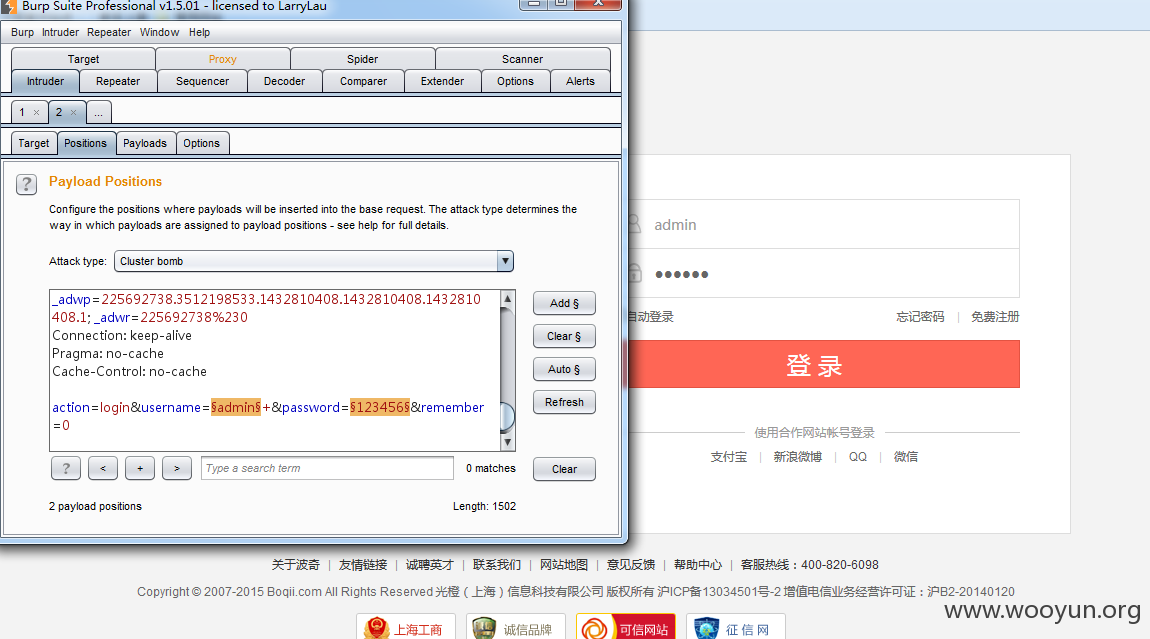 Burp Suite Professional v1.5.01 - licensed to LarryLau
Burp Intruder Repeater Window Help
Target Proxy Spider Scanner
Intruder Repeater Sequencer Decoder Comparer Extender Options Alerts
1 × 2 × ...
Target Positions Payloads Options
? Payload Positions
Configure the positions where payloads will be inserted into the base request. The attack type determines the
way in which payloads are assigned to payload positions - see help for full details.
Attack type: Cluster bomb
_adwp=225692738.3512198533.1432810408.1432810408.1432810
408.1; _adwr=225692738%230
Connection: keep-alive
Pragma: no-cache
Cache-Control: no-cache
action=login&username=§admin§+&password=§123456§&remember
=0
Add §
Clear §
Auto §
Refresh
? < + > Type a search term 0 matches Clear
2 payload positions Length: 1502
admin
●●●●●●
自动登录 忘记密码 | 免费注册
登录
使用合作网站帐号登录
支付宝 | 新浪微博 | QQ | 微信
关于波奇 | 友情链接 | 诚聘英才 | 联系我们 | 网站地图 | 意见反馈 | 帮助中心 | 客服热线：400-820-6098
Copyright © 2007-2015 Boqii.com All Rights Reserved 光橙（上海）信息科技有限公司 版权所有 沪ICP备13034501号-2 增值电信业务经营许可证：沪B2-20140120
www.wooyun.org
上海工商 诚信品牌 可信网站 征信网